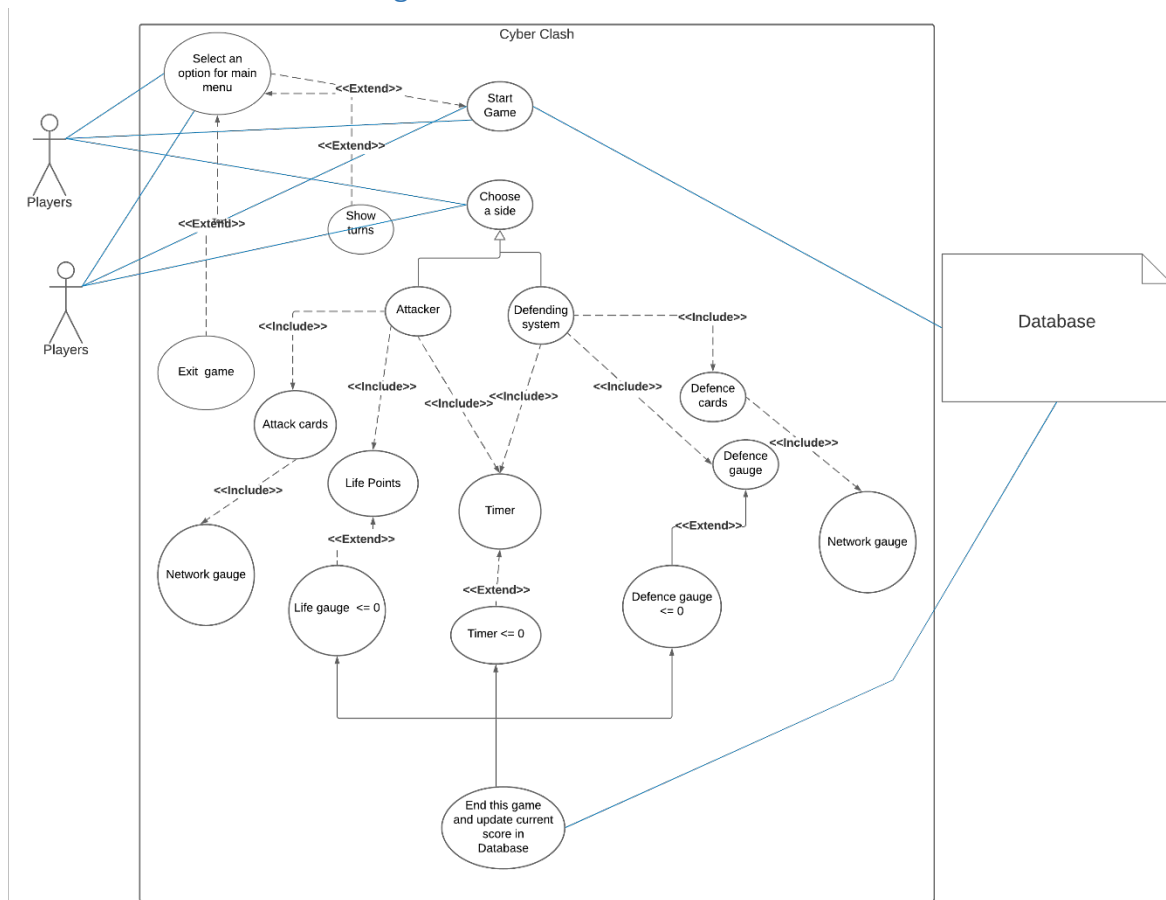 Cyber Clash
Select an
option for main
menu
<<Extend>>
Start
Game
<<Extend>>
Players
Choose
a side
<<Extend>>
Show
turns
Players
Attacker
Defending
system
<<Include>>
<<Include>>
Database
Exit game
<<Include>>
<<Include>>
<<Include>>
<<Include>>
Defence
cards
Attack cards
<<Include>>
Defence
gauge
<<Include>>
Life Points
Timer
<<Extend>>
Network gauge
<<Extend>>
Network gauge
<<Extend>>
Life gauge <= 0
Defence gauge
<= 0
Timer <= 0
End this game
and update current
score in
Database